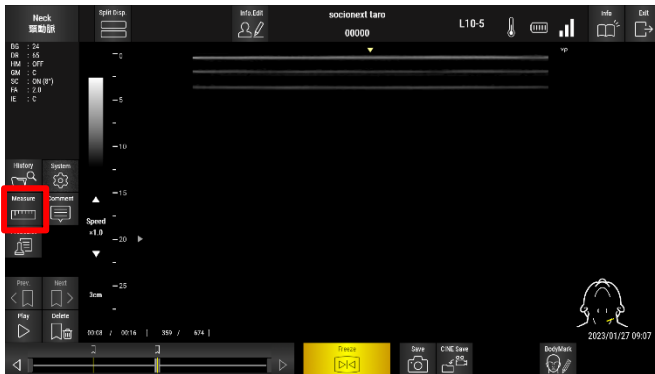 Neck
頸動脈
Split Disp.
Info.Edit
socionext taro
00000
L10-5
Info
Exit
BG : 24
DR : 65
HM : OFF
GM : C
SC : ON (8°)
FA : 2.0
IE : C
0
5
10
15
20
25
History
System
Measure
Comment
Speed
×1.0
3cm
Prev.
Next
Play
Delete
00:08 / 00:16 | 359 / 674 |
2023/01/27 09:07
Freeze
Save
CINE Save
BodyMark